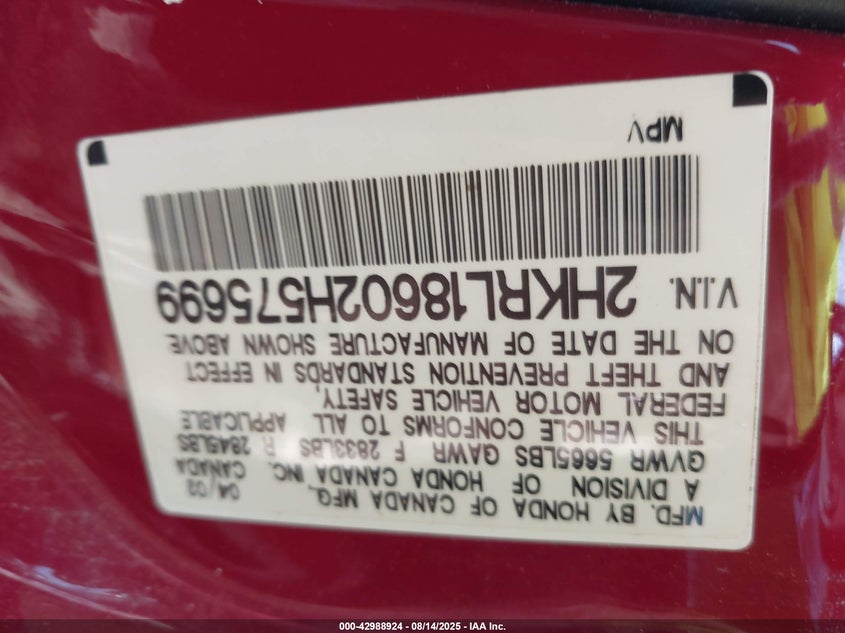 MFD. BY HONDA OF CANADA MFG. 04/02
A DIVISION OF HONDA CANADA INC. CANADA
GVWR 5665LBS GAWR F 2833LBS R 2845LBS
THIS VEHICLE CONFORMS TO ALL APPLICABLE
FEDERAL MOTOR VEHICLE SAFETY,
AND THEFT PREVENTION STANDARDS IN EFFECT
ON THE DATE OF MANUFACTURE SHOWN ABOVE
V.I.N. 2HKRL18602H575699
MPV
000-42988924 - 08/14/2025 - IAA Inc.